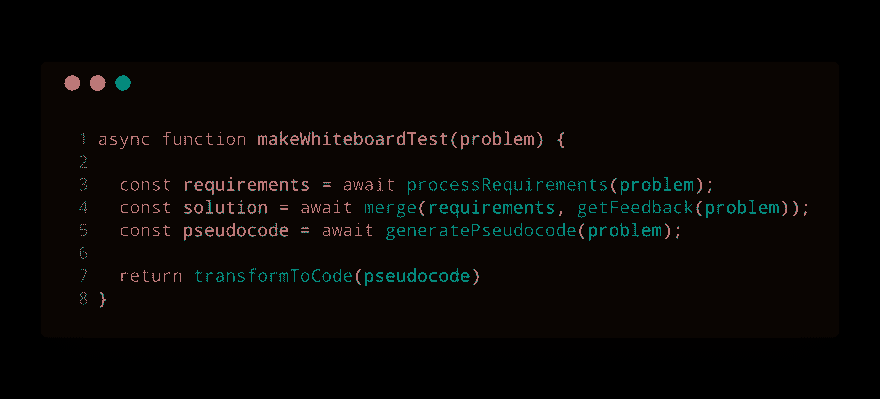 1 async function makeWhiteboardTest(problem) {
2
3   const requirements = await processRequirements(problem);
4   const solution = await merge(requirements, getFeedback(problem));
5   const pseudocode = await generatePseudocode(problem);
6
7   return transformToCode(pseudocode)
8 }